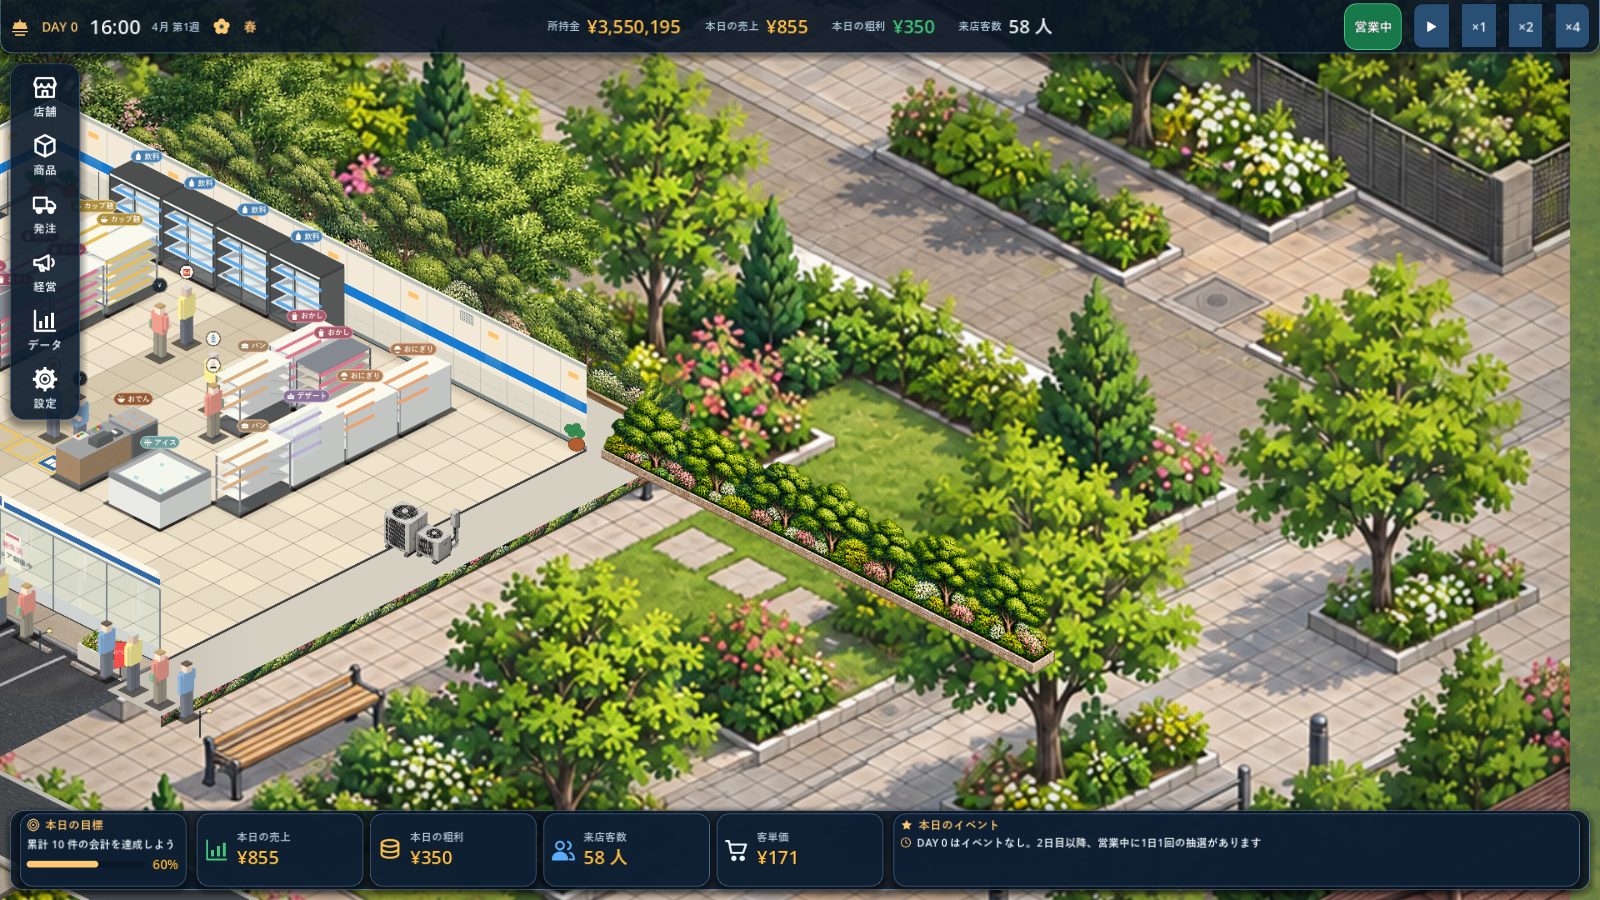 DAY 0 16:00 4月 第1週 春
所持金 ¥3,550,195 本日の売上 ¥855 本日の粗利 ¥350 来店客数 58 人
営業中 ▶ ×1 ×2 ×4
店舗
商品
発注
経営
データ
設定
飲料
飲料
飲料
飲料
カップ麺
カップ麺
おかし
おかし
パン
おにぎり
おにぎり
デザート
おでん
パン
アイス
本日の目標
累計 10 件の会計を達成しよう
60%
本日の売上
¥855
本日の粗利
¥350
来店客数
58 人
客単価
¥171
本日のイベント
DAY 0 はイベントなし。2日目以降、営業中に1日1回の抽選があります